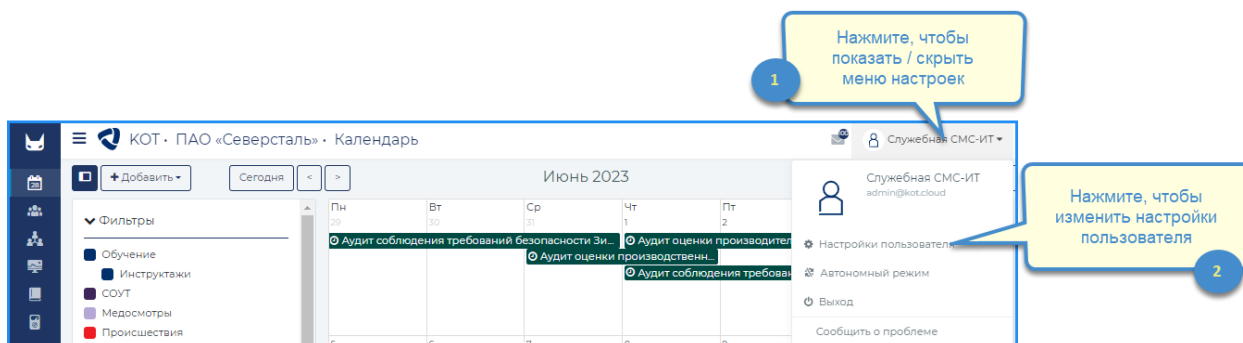 Нажмите, чтобы
показать / скрыть
меню настроек
1
КОТ · ПАО «Северсталь» · Календарь
Служебная СМС-ИТ
28
Добавить
Сегодня
<
>
Июнь 2023
Служебная СМС-ИТ
admin@kot.cloud
Нажмите, чтобы
изменить настройки
пользователя
2
Фильтры
Пн
Вт
Ср
Чт
Пт
29
30
31
1
2
Аудит соблюдения требований безопасности Зи...
Аудит оценки производител
Аудит оценки производственн...
Аудит соблюдения требован
Обучение
Инструктажи
СОУТ
Медосмотры
Происшествия
Настройки пользователя
Автономный режим
Выход
Сообщить о проблеме